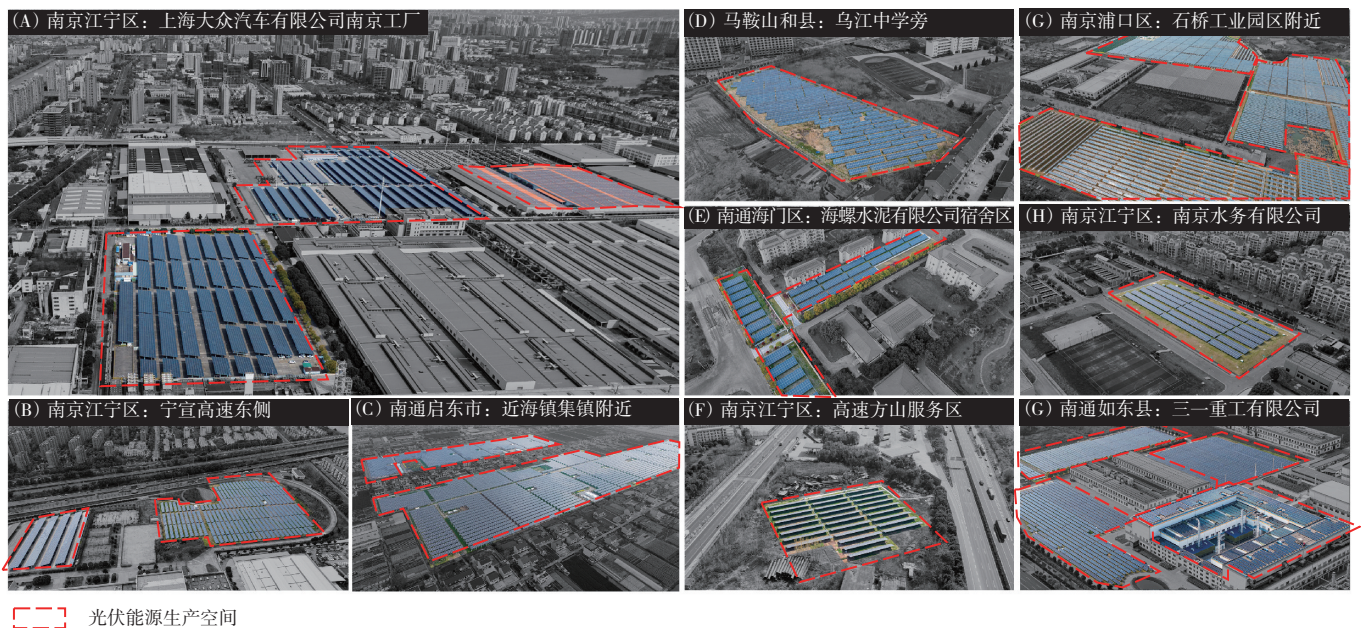 (A) 南京江宁区：上海大众汽车有限公司南京工厂
(D) 马鞍山和县：乌江中学旁
(G) 南京浦口区：石桥工业园区附近
(E) 南通海门区：海螺水泥有限公司宿舍区
(H) 南京江宁区：南京水务有限公司
(B) 南京江宁区：宁宣高速东侧
(C) 南通启东市：近海镇集镇附近
(F) 南京江宁区：高速方山服务区
(G) 南通如东县：三一重工有限公司
光伏能源生产空间